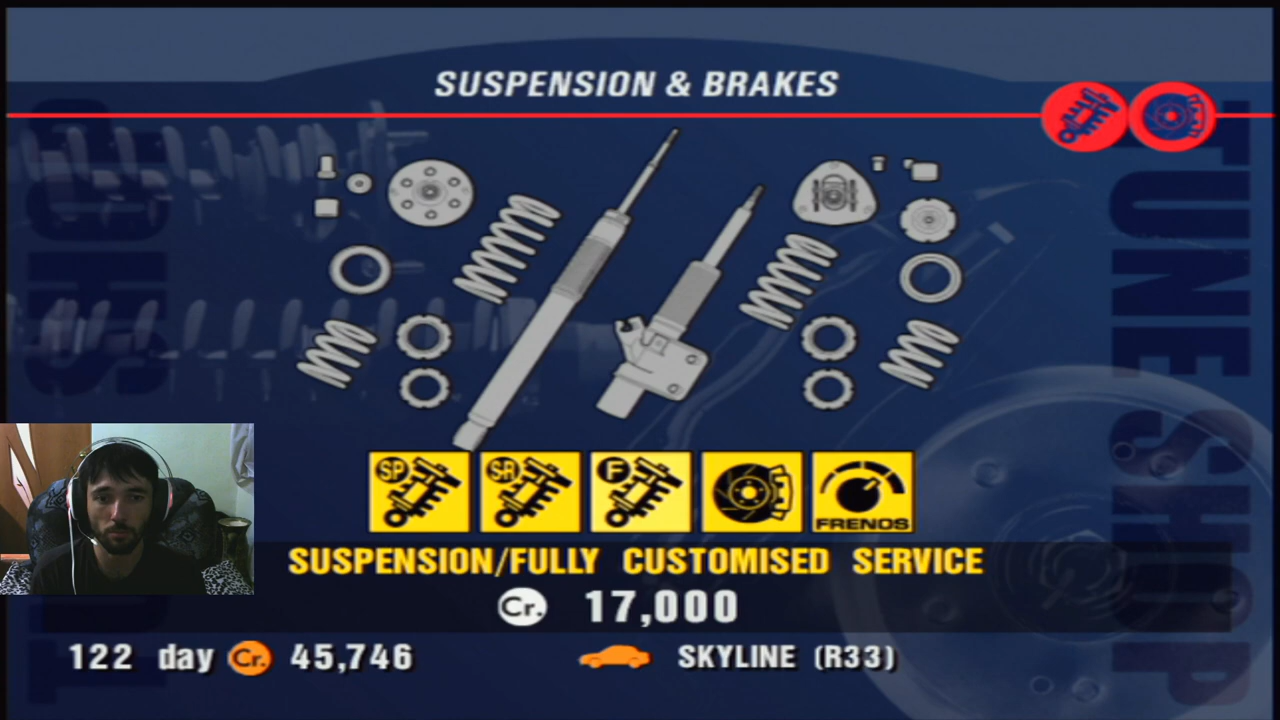 SUSPENSION & BRAKES
TUNE SHOP
SP
S-R
F
FRENOS
SUSPENSION/FULLY CUSTOMISED SERVICE
Cr. 17,000
122 day Cr. 45,746
SKYLINE (R33)